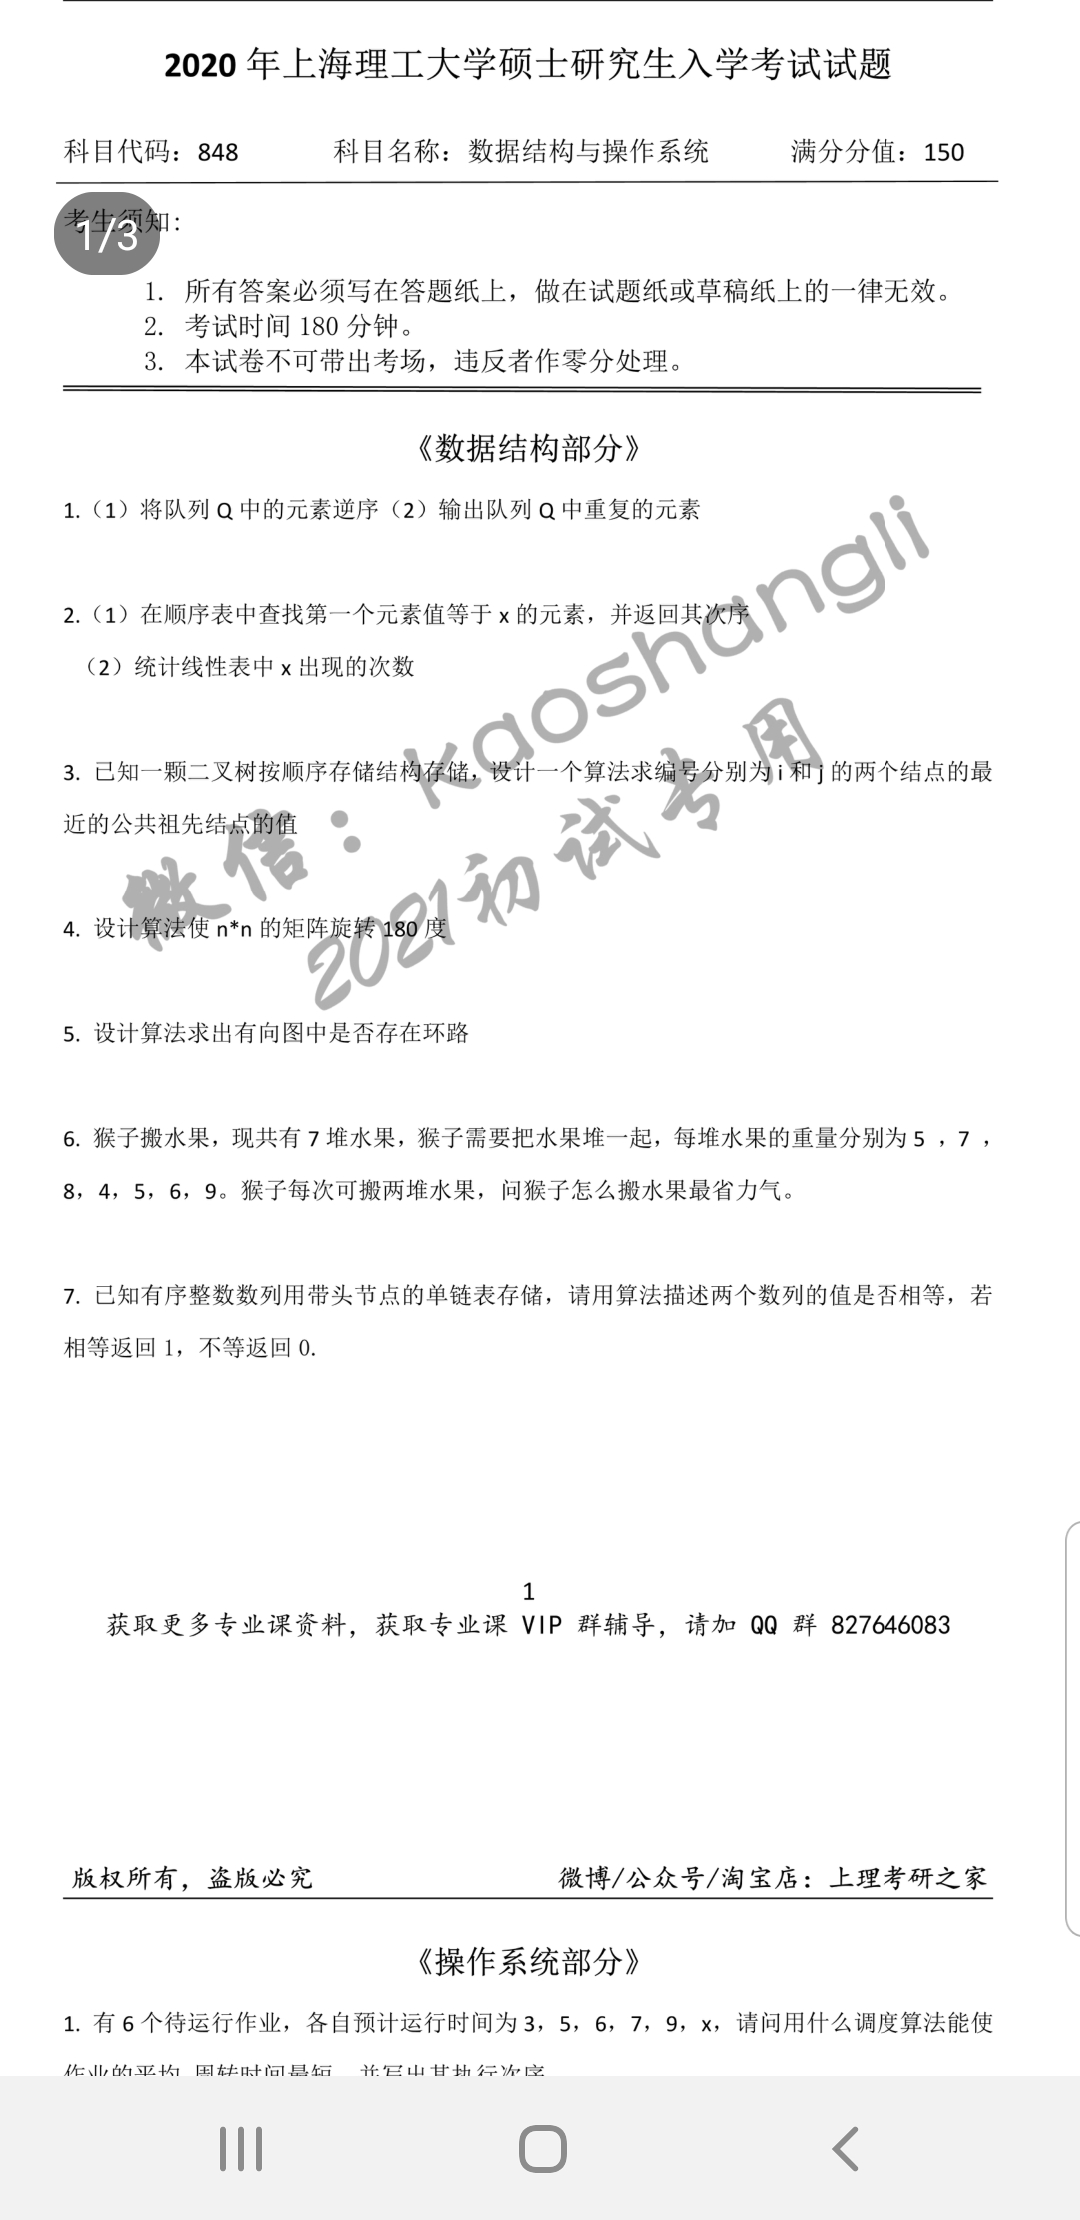 2020 年上海理工大学硕士研究生入学考试试题
科目代码：848 科目名称：数据结构与操作系统 满分分值：150
考生须知:
1/3
1. 所有答案必须写在答题纸上，做在试题纸或草稿纸上的一律无效。
2. 考试时间 180 分钟。
3. 本试卷不可带出考场，违反者作零分处理。
《数据结构部分》
1.（1）将队列 Q 中的元素逆序（2）输出队列 Q 中重复的元素
2.（1）在顺序表中查找第一个元素值等于 x 的元素，并返回其次序
（2）统计线性表中 x 出现的次数
3. 已知一颗二叉树按顺序存储结构存储，设计一个算法求编号分别为 i 和 j 的两个结点的最
近的公共祖先结点的值
4. 设计算法使 n*n 的矩阵旋转 180 度
5. 设计算法求出有向图中是否存在环路
6. 猴子搬水果，现共有 7 堆水果，猴子需要把水果堆一起，每堆水果的重量分别为 5 ，7 ，
8，4，5，6，9。猴子每次可搬两堆水果，问猴子怎么搬水果最省力气。
7. 已知有序整数数列用带头节点的单链表存储，请用算法描述两个数列的值是否相等，若
相等返回 1，不等返回 0.
微信：kaoshangli
2021初试专用
1
获取更多专业课资料，获取专业课 VIP 群辅导，请加 QQ 群 827646083
版权所有，盗版必究 微博/公众号/淘宝店：上理考研之家
《操作系统部分》
1. 有 6 个待运行作业，各自预计运行时间为 3，5，6，7，9，x，请问用什么调度算法能使
作业的平均 周转时间最短，并写出其执行次序